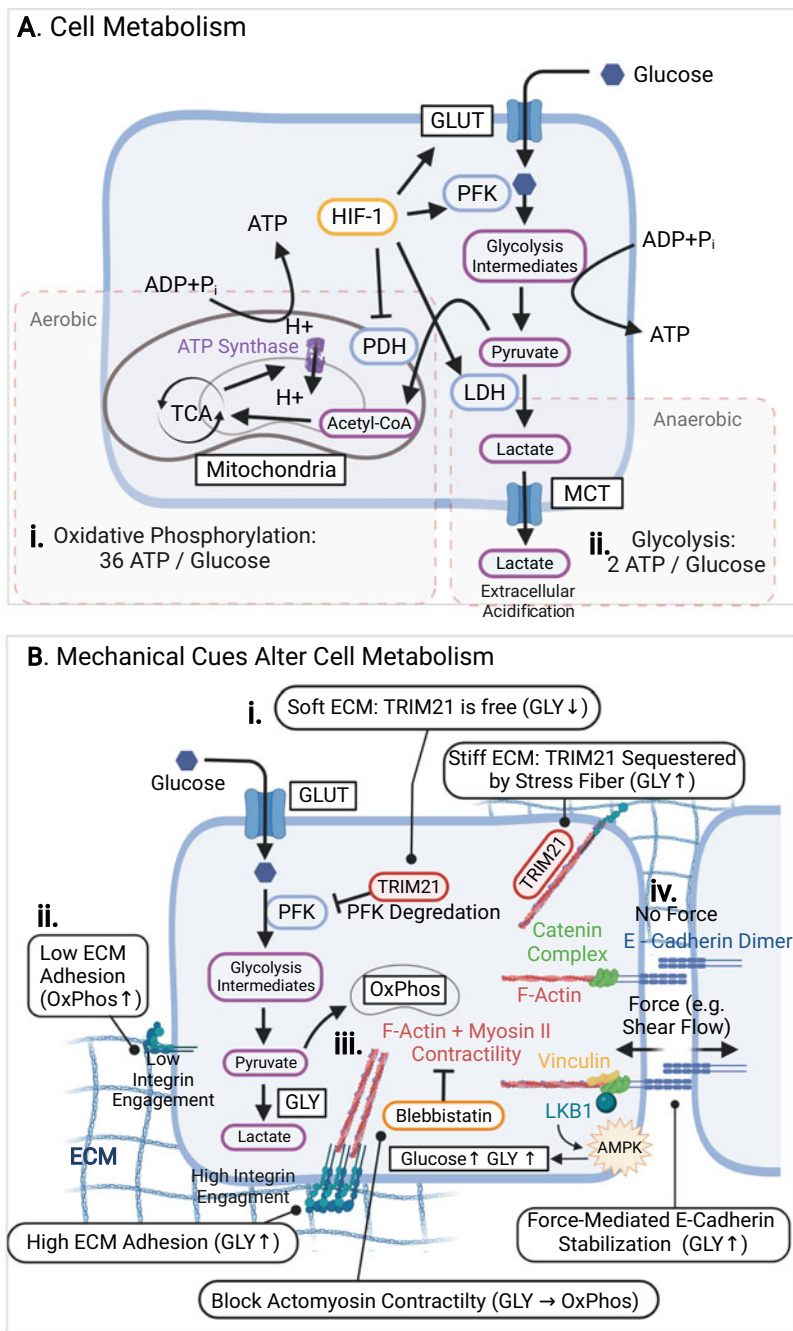 A. Cell Metabolism
Glucose
GLUT
PFK
HIF-1
ATP
Glycolysis
Intermediates
ADP+Pi
ADP+Pi
Aerobic
H+
ATP Synthase
PDH
Pyruvate
ATP
LDH
H+
TCA
Acetyl-CoA
Anaerobic
Mitochondria
Lactate
MCT
i. Oxidative Phosphorylation:
36 ATP / Glucose
ii. Glycolysis:
2 ATP / Glucose
Lactate
Extracellular
Acidification
B. Mechanical Cues Alter Cell Metabolism
i.
Soft ECM: TRIM21 is free (GLY↓)
Stiff ECM: TRIM21 Sequestered
by Stress Fiber (GLY↑)
Glucose
GLUT
TRIM21
TRIM21
PFK
PFK Degredation
ii.
Low ECM
Adhesion
(OxPhos↑)
iv.
No Force
E - Cadherin Dimer
Catenin
Complex
F-Actin
Glycolysis
Intermediates
OxPhos
Force (e.g.
Shear Flow)
iii.
F-Actin + Myosin II
Contractility
Low
Integrin
Engagement
Pyruvate
Vinculin
GLY
Blebbistatin
LKB1
Lactate
AMPK
Glucose↑ GLY ↑
ECM
High Integrin
Engagment
High ECM Adhesion (GLY↑)
Force-Mediated E-Cadherin
Stabilization (GLY↑)
Block Actomyosin Contractilty (GLY → OxPhos)